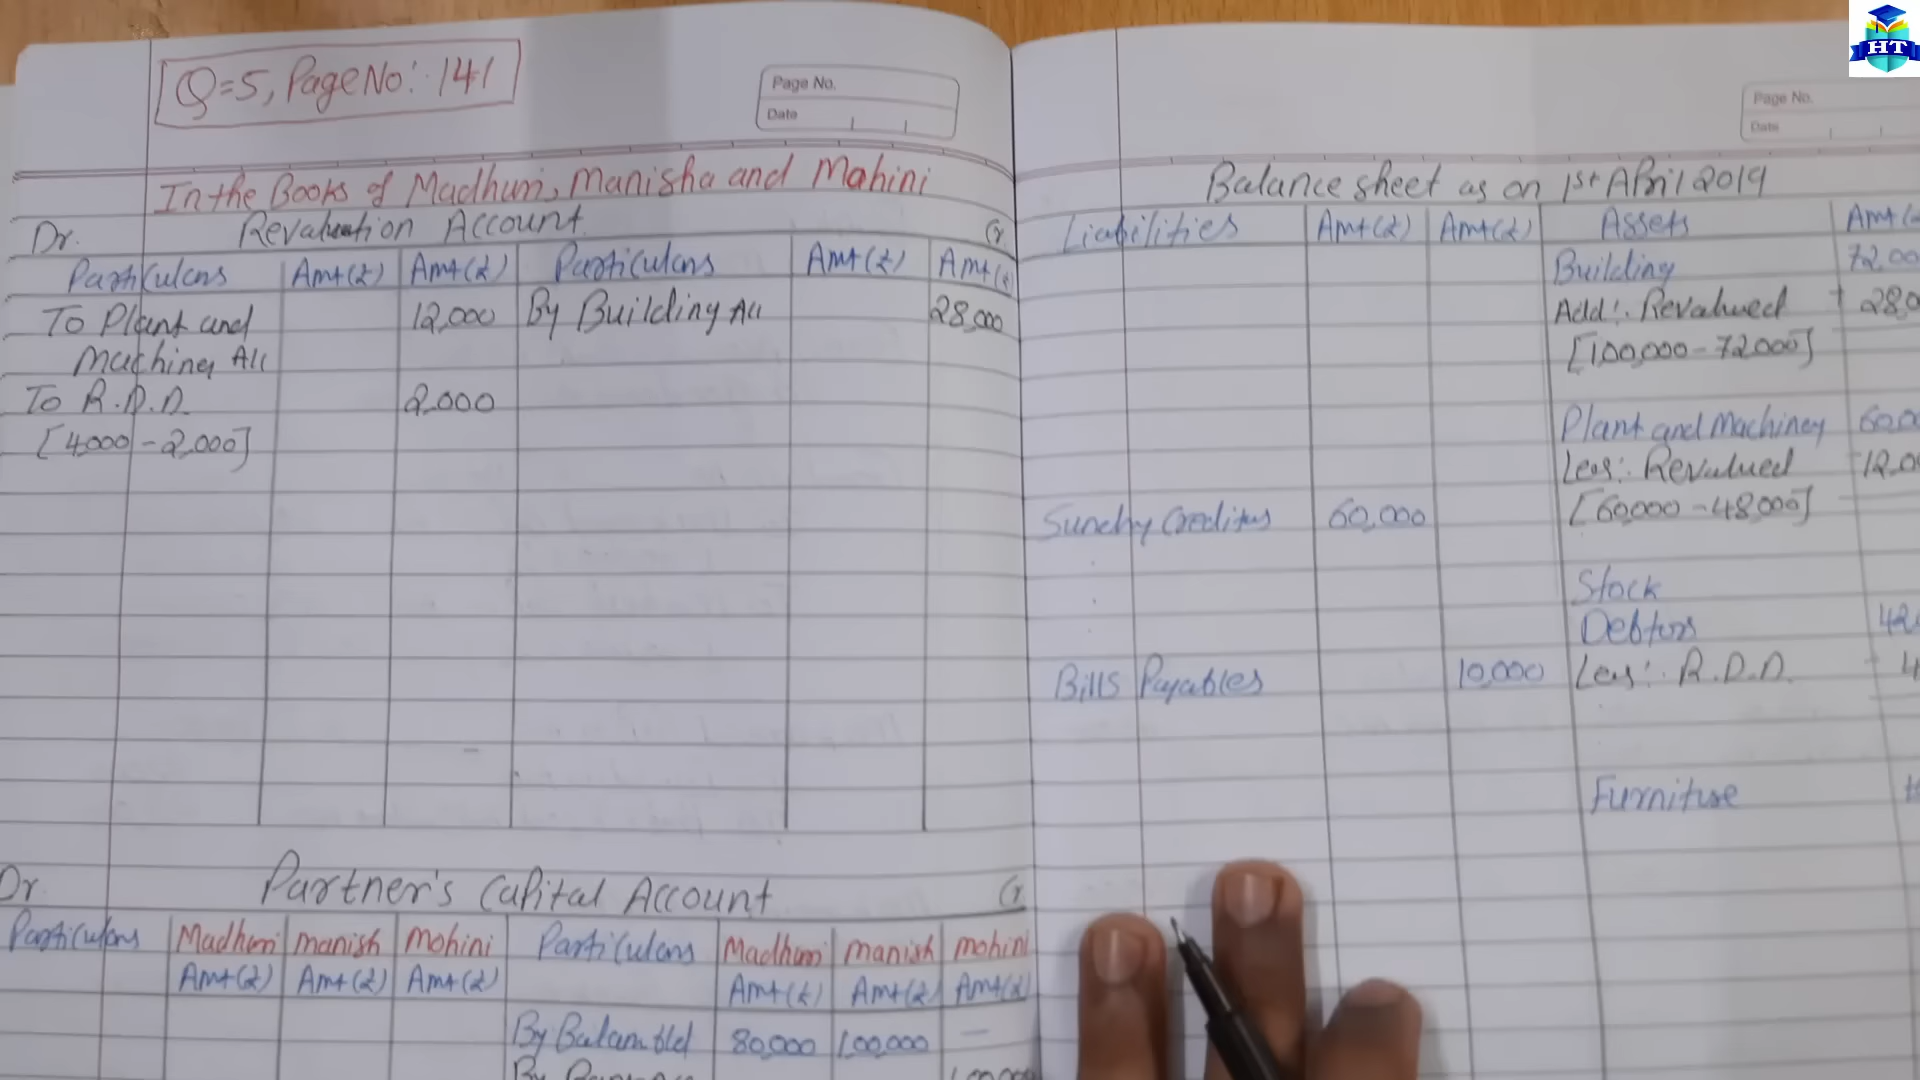 HT
Q=5, Page No: 141
Page No.
Date
In the Books of Madhuri, Manisha and Mohini
Dr. Revaluation Account Cr
Particulars Amt(₹) Amt(₹) Particulars Amt(₹) Amt(₹)
To Plant and 12,000 By Building A/c 28,000
Machinery A/c
To R.D.D. 2,000
[4,000-2,000]
Dr Partner's Capital Account Cr
Particulars Madhuri Manish Mohini Particulars Madhuri Manish Mohini
Amt(₹) Amt(₹) Amt(₹) Amt(₹) Amt(₹) Amt(₹)
By Balance b/d 80,000 1,00,000 —
Page No.
Date
Balance sheet as on 1st April 2019
Liabilities Amt(₹) Amt(₹) Assets
Building
Add: Revalued +
[1,00,000-72,000]
Plant and Machinery
Less: Revalued
Sundry Creditors 60,000 [60,000-48,000]
Stock
Debtors
Bills Payables 10,000 Less: R.D.D.
Furniture